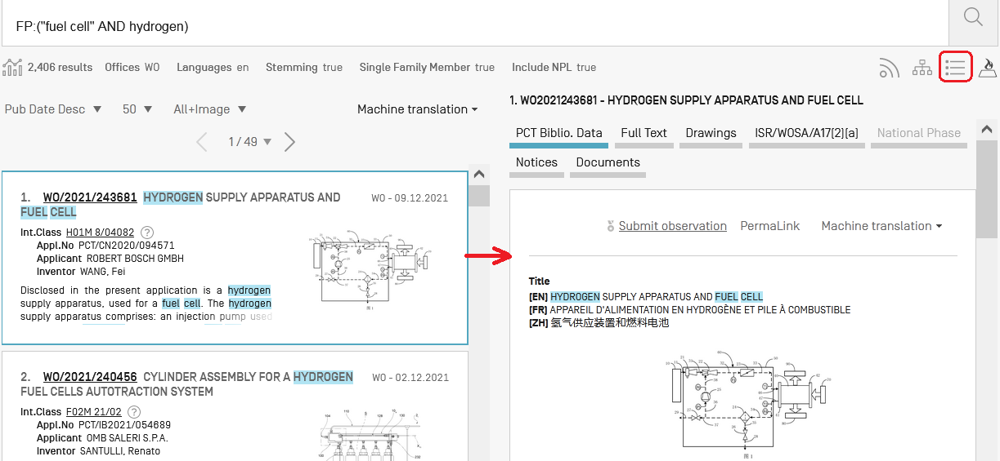 FP:("fuel cell" AND hydrogen)
2,406 results Offices WO Languages en Stemming true Single Family Member true Include NPL true
Pub Date Desc 50 All+Image Machine translation
1 / 49
1. WO/2021/243681 HYDROGEN SUPPLY APPARATUS AND
FUEL CELL
WO - 09.12.2021
Int.Class H01M 8/04082 ?
Appl.No PCT/CN2020/094571
Applicant ROBERT BOSCH GMBH
Inventor WANG, Fei
Disclosed in the present application is a hydrogen
supply apparatus, used for a fuel cell. The hydrogen
supply apparatus comprises: an injection pump used
图1
2. WO/2021/240456 CYLINDER ASSEMBLY FOR A HYDROGEN
FUEL CELLS AUTOTRACTION SYSTEM
WO - 02.12.2021
Int.Class F02M 21/02 ?
Appl.No PCT/IB2021/054689
Applicant OMB SALERI S.P.A.
Inventor SANTULLI, Renato
1. WO2021243681 - HYDROGEN SUPPLY APPARATUS AND FUEL CELL
PCT Biblio. Data Full Text Drawings ISR/WOSA/A17[2][a] National Phase
Notices Documents
Submit observation PermaLink Machine translation
Title
[EN] HYDROGEN SUPPLY APPARATUS AND FUEL CELL
[FR] APPAREIL D'ALIMENTATION EN HYDROGÈNE ET PILE À COMBUSTIBLE
[ZH] 氢气供应装置和燃料电池
图1